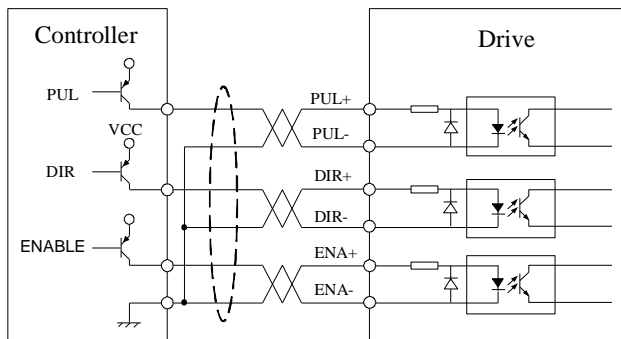 Controller
Drive
PUL
VCC
DIR
ENABLE
PUL+
PUL-
DIR+
DIR-
ENA+
ENA-